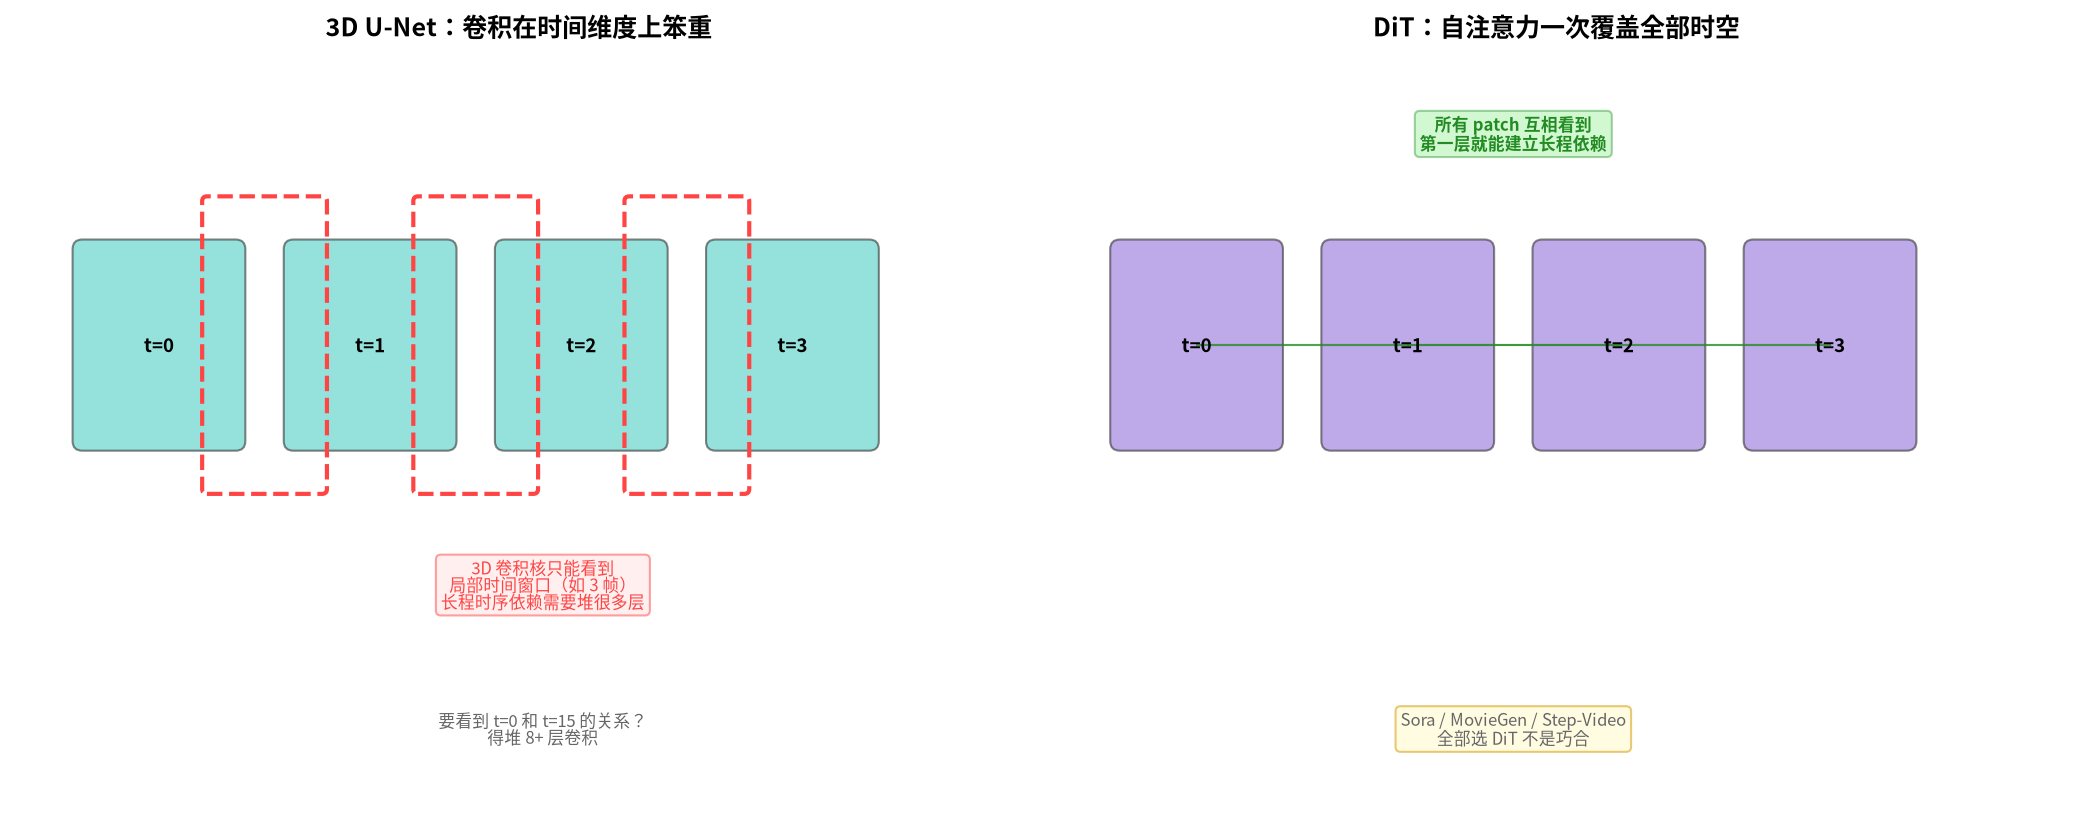 3D U-Net：卷积在时间维度上笨重
t=0
t=1
t=2
t=3
3D 卷积核只能看到
局部时间窗口（如 3 帧）
长程时序依赖需要堆很多层
要看到 t=0 和 t=15 的关系？
得堆 8+ 层卷积
DiT：自注意力一次覆盖全部时空
所有 patch 互相看到
第一层就能建立长程依赖
t=0
t=1
t=2
t=3
Sora / MovieGen / Step-Video
全部选 DiT 不是巧合